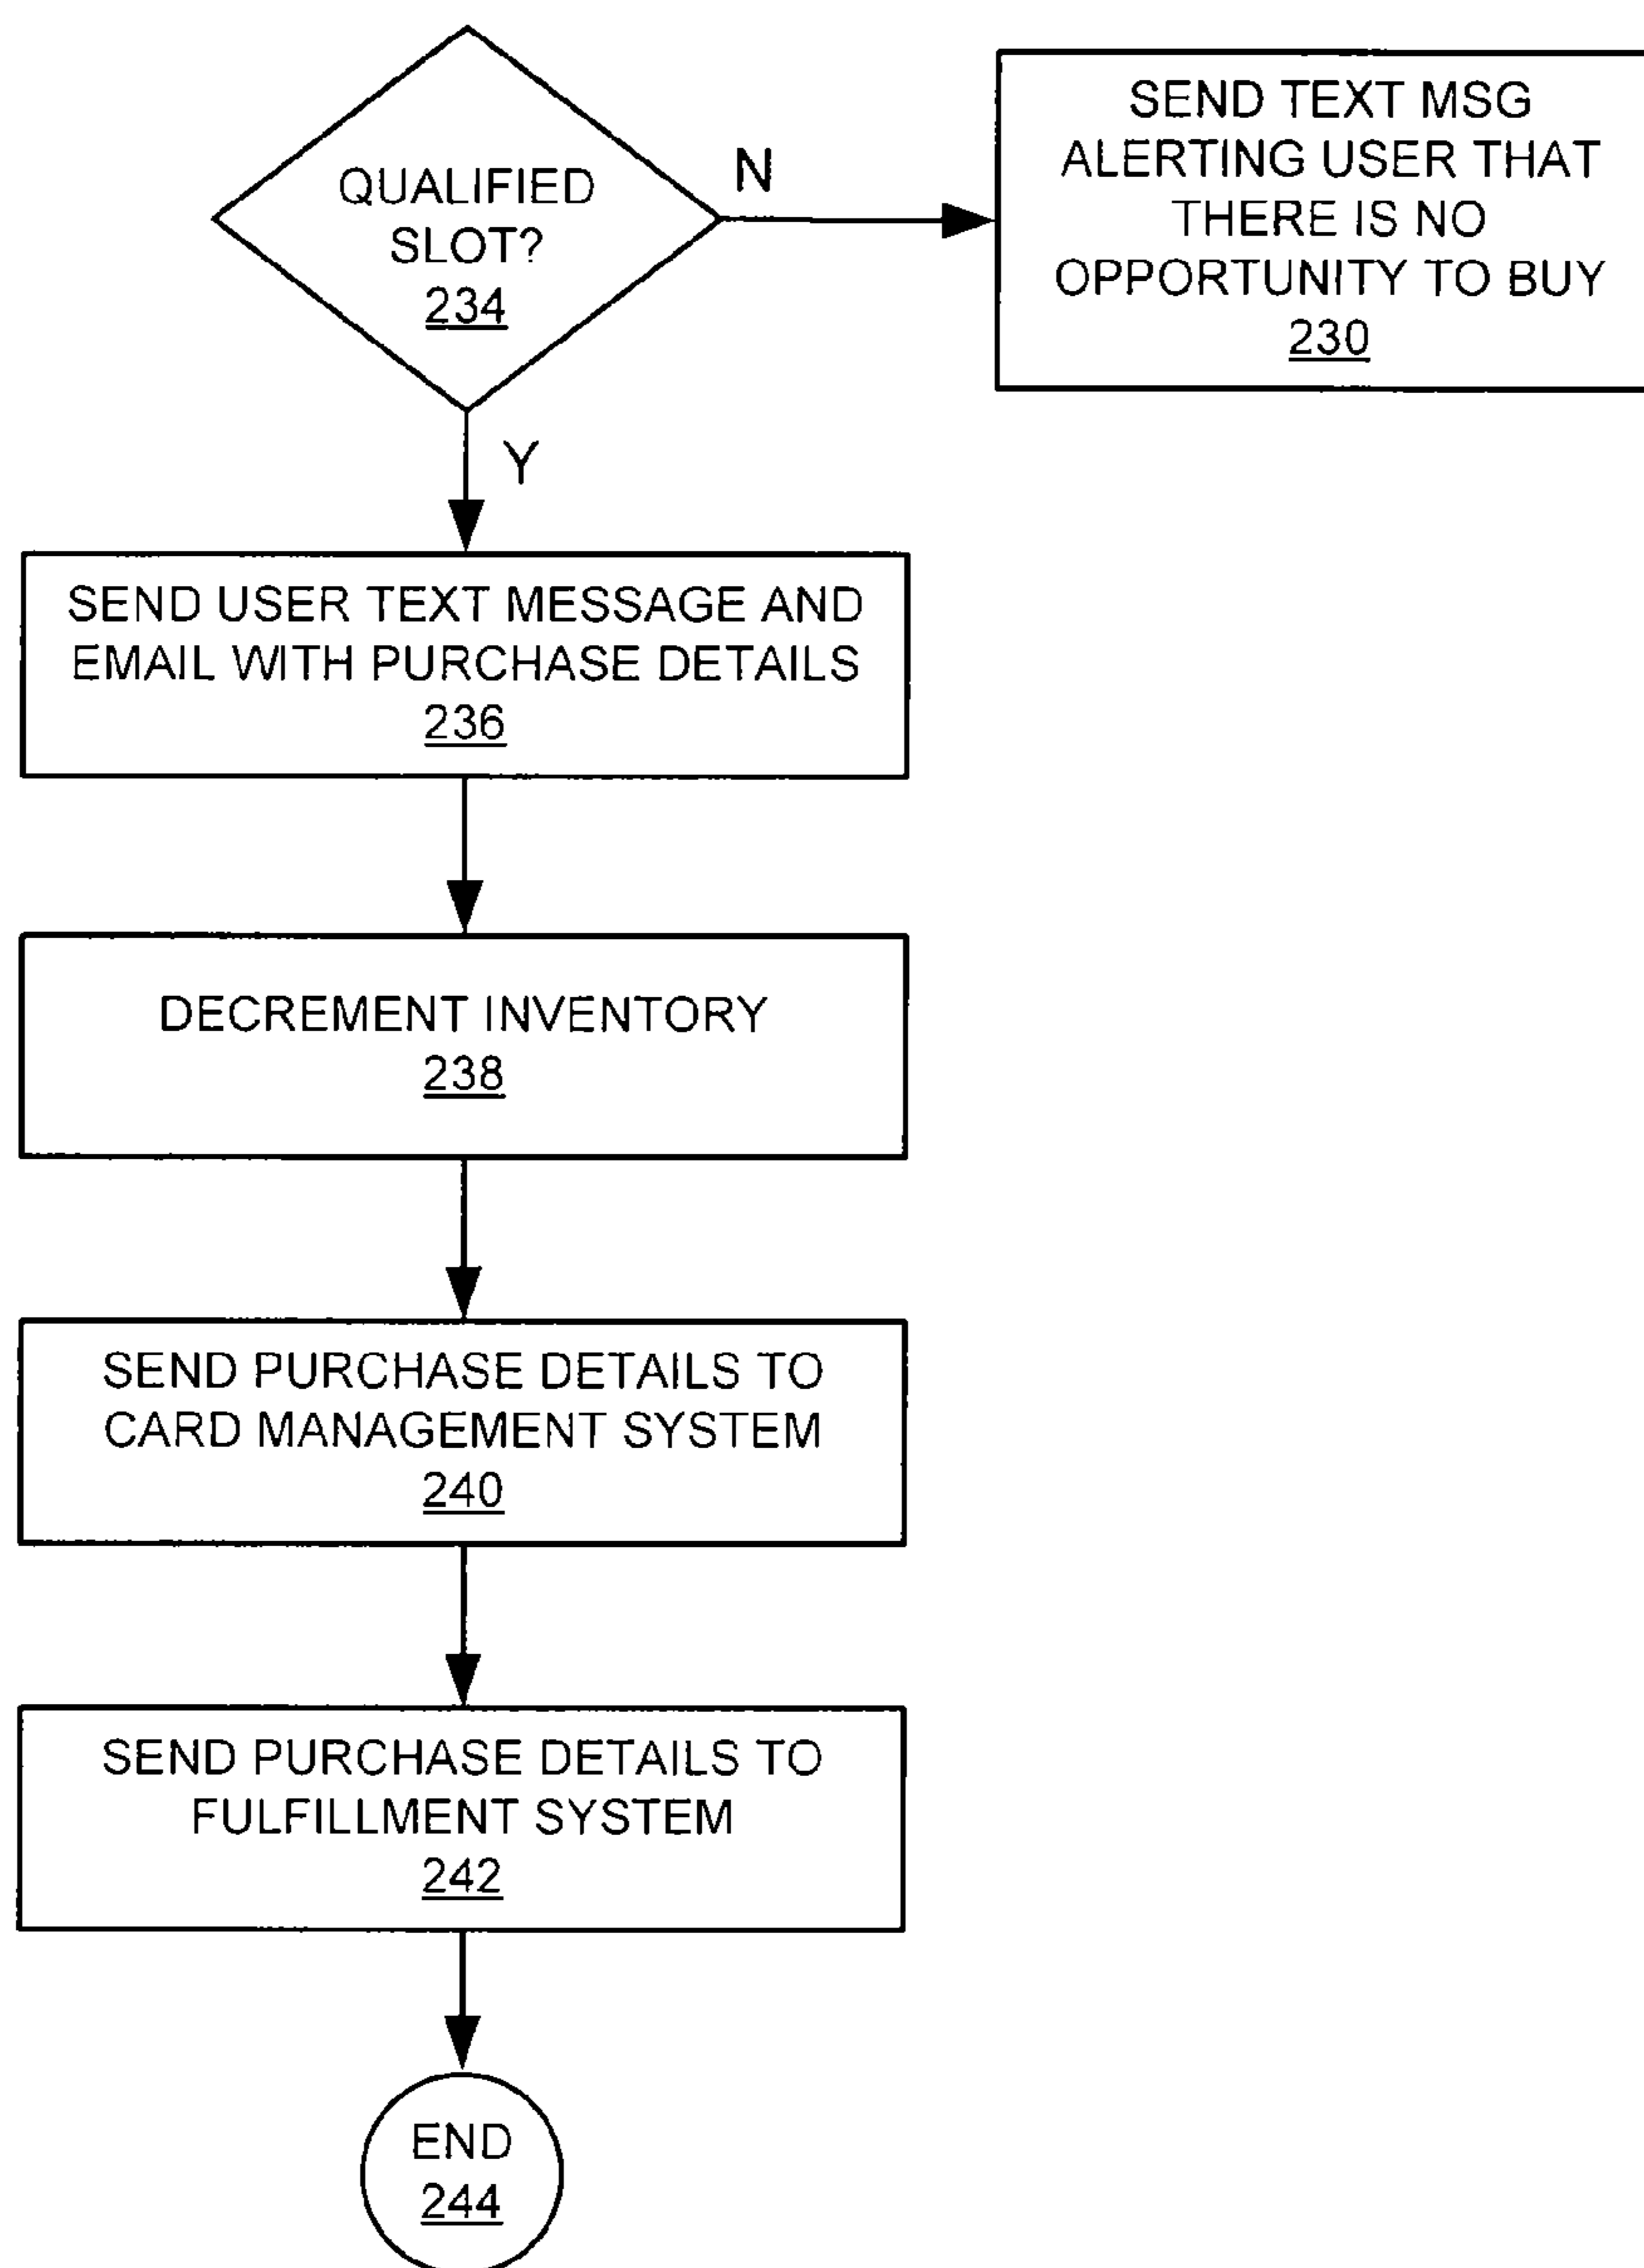 QUALIFIED
SLOT?
234
N
SEND TEXT MSG
ALERTING USER THAT
THERE IS NO
OPPORTUNITY TO BUY
230
Y
SEND USER TEXT MESSAGE AND
EMAIL WITH PURCHASE DETAILS
236
DECREMENT INVENTORY
238
SEND PURCHASE DETAILS TO
CARD MANAGEMENT SYSTEM
240
SEND PURCHASE DETAILS TO
FULFILLMENT SYSTEM
242
END
244